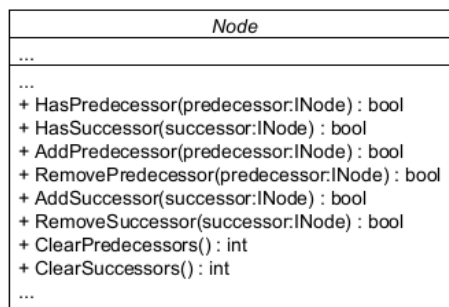 Node
...
...
+ HasPredecessor(predecessor:INode) : bool
+ HasSuccessor(successor:INode) : bool
+ AddPredecessor(predecessor:INode) : bool
+ RemovePredecessor(predecessor:INode) : bool
+ AddSuccessor(successor:INode) : bool
+ RemoveSuccessor(successor:INode) : bool
+ ClearPredecessors() : int
+ ClearSuccessors() : int
...